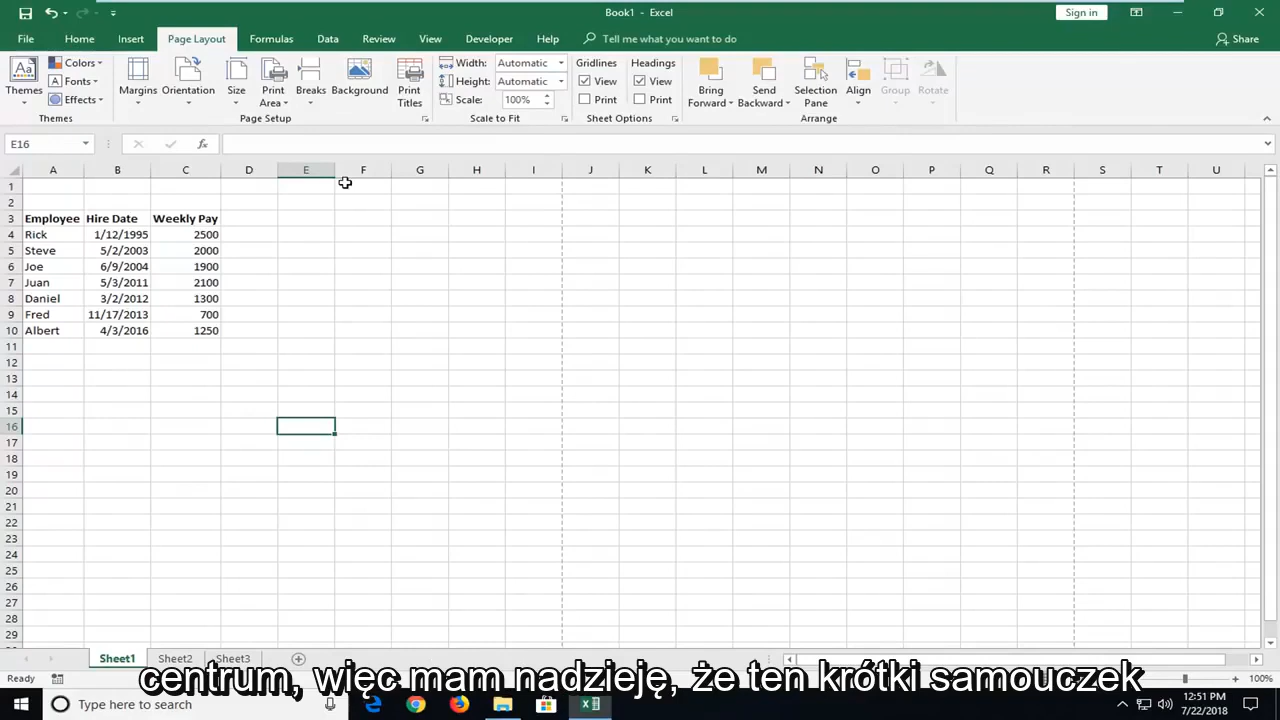 Book1 - Excel
Sign in
File Home Insert Page Layout Formulas Data Review View Developer Help Tell me what you want to do Share
Themes Colors Fonts Effects
Margins Orientation Size Print Area Breaks Background Print Titles
Width: Automatic Gridlines Headings
Height: Automatic View View
Scale: 100% Print Print
Bring Forward Send Backward Selection Pane Align Group Rotate
Themes Page Setup Scale to Fit Sheet Options Arrange
E16 fx
A B C D E F G H I J K L M N O P Q R S T U
1
2
3 Employee Hire Date Weekly Pay
4 Rick 1/12/1995 2500
5 Steve 5/2/2003 2000
6 Joe 6/9/2004 1900
7 Juan 5/3/2011 2100
8 Daniel 3/2/2012 1300
9 Fred 11/17/2013 700
10 Albert 4/3/2016 1250
11
12
13
14
15
16
17
18
19
20
21
22
23
24
25
26
27
28
29
Sheet1 Sheet2 Sheet3
centrum, więc mam nadzieję, że ten krótki samouczek
Ready 100%
Type here to search
12:51 PM
7/22/2018